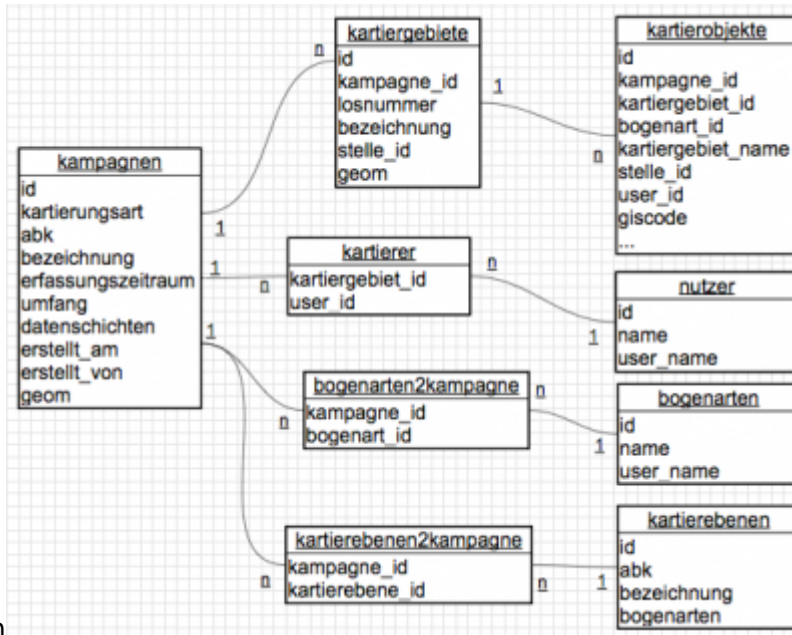 kampagnen
id
kartierungsart
abk
bezeichnung
erfassungszeitraum
umfang
datenschichten
erstellt_am
erstellt_von
geom
1
1
1
n
n
n
n
kartiergebiete
id
kampagne_id
losnummer
bezeichnung
stelle_id
geom
1
n
kartierer
kartiergebiet_id
user_id
n
1
bogenarten2kampagne
kampagne_id
bogenart_id
n
1
kartierebenen2kampagne
kampagne_id
kartierebene_id
n
1
kartierobjekte
id
kampagne_id
kartiergebiet_id
bogenart_id
kartiergebiet_name
stelle_id
user_id
giscode
...
nutzer
id
name
user_name
bogenarten
id
name
user_name
kartierebenen
id
abk
bezeichnung
bogenarten